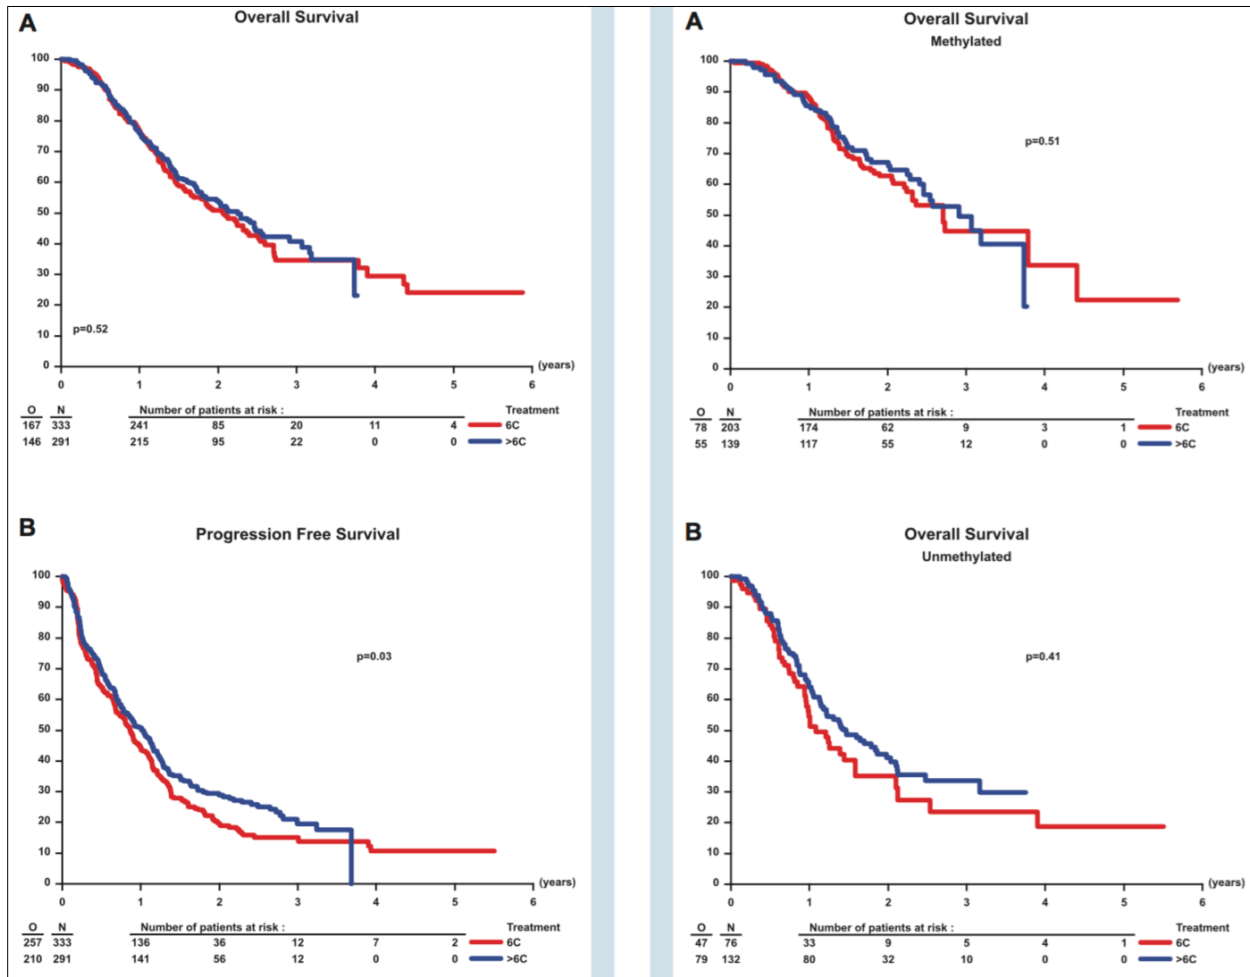 A
Overall Survival
100
90
80
70
60
50
40
30
20
10
0
p=0.52
(years)
0 1 2 3 4 5 6
O N Number of patients at risk : Treatment
167 333 241 85 20 11 4 6C
146 291 215 95 22 0 0 >6C
B
Progression Free Survival
100
90
80
70
60
50
40
30
20
10
0
p=0.03
(years)
0 1 2 3 4 5 6
O N Number of patients at risk : Treatment
257 333 136 36 12 7 2 6C
210 291 141 56 12 0 0 >6C
A
Overall Survival
Methylated
100
90
80
70
60
50
40
30
20
10
0
p=0.51
(years)
0 1 2 3 4 5 6
O N Number of patients at risk : Treatment
78 203 174 62 9 3 1 6C
55 139 117 55 12 0 0 >6C
B
Overall Survival
Unmethylated
100
90
80
70
60
50
40
30
20
10
0
p=0.41
(years)
0 1 2 3 4 5 6
O N Number of patients at risk : Treatment
47 76 33 9 5 4 1 6C
79 132 80 32 10 0 0 >6C